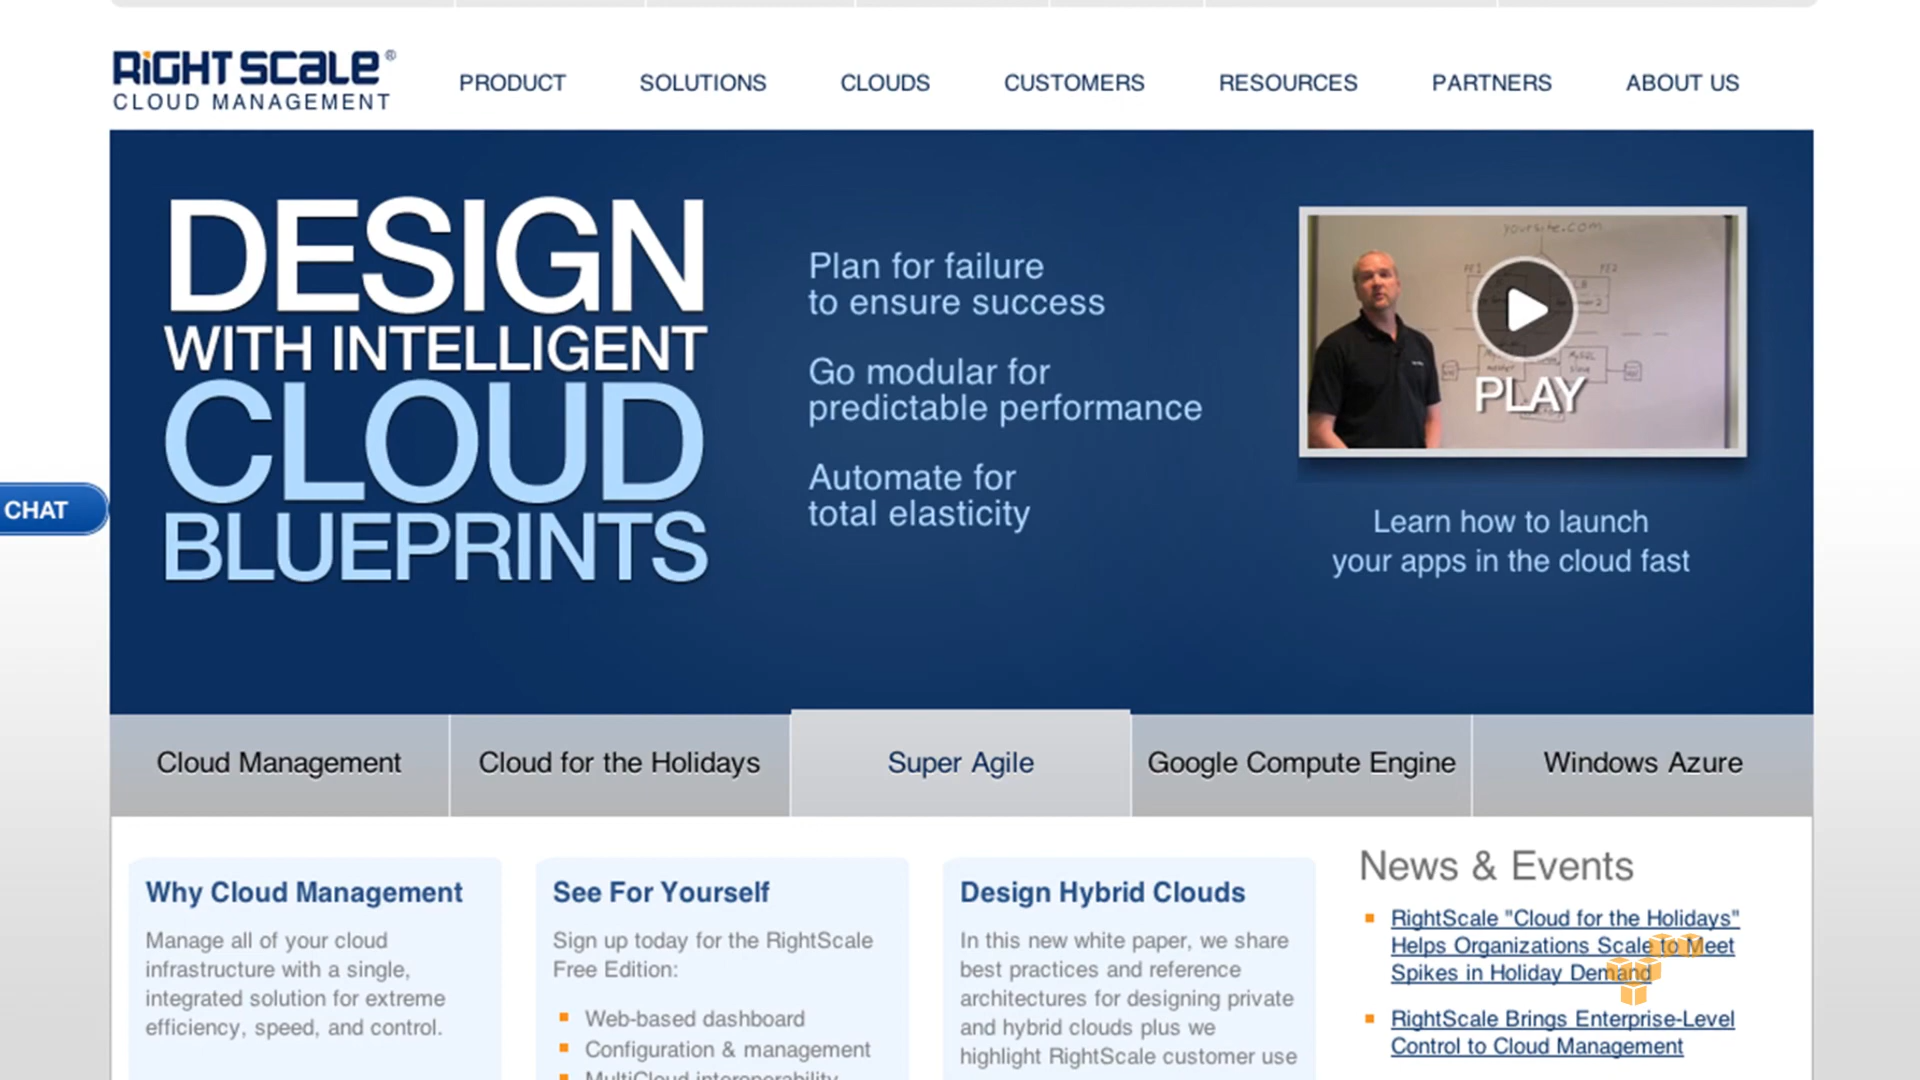 RIGHTSCALE®
CLOUD MANAGEMENT
PRODUCT
SOLUTIONS
CLOUDS
CUSTOMERS
RESOURCES
PARTNERS
ABOUT US
DESIGN
WITH INTELLIGENT
CLOUD
BLUEPRINTS
Plan for failure
to ensure success
Go modular for
predictable performance
Automate for
total elasticity
yoursite.com
PLAY
Learn how to launch
your apps in the cloud fast
CHAT
Cloud Management
Cloud for the Holidays
Super Agile
Google Compute Engine
Windows Azure
Why Cloud Management
Manage all of your cloud
infrastructure with a single,
integrated solution for extreme
efficiency, speed, and control.
See For Yourself
Sign up today for the RightScale
Free Edition:
Web-based dashboard
Configuration & management
MultiCloud interoperability
Design Hybrid Clouds
In this new white paper, we share
best practices and reference
architectures for designing private
and hybrid clouds plus we
highlight RightScale customer use
News & Events
RightScale "Cloud for the Holidays"
Helps Organizations Scale to Meet
Spikes in Holiday Demand
RightScale Brings Enterprise-Level
Control to Cloud Management